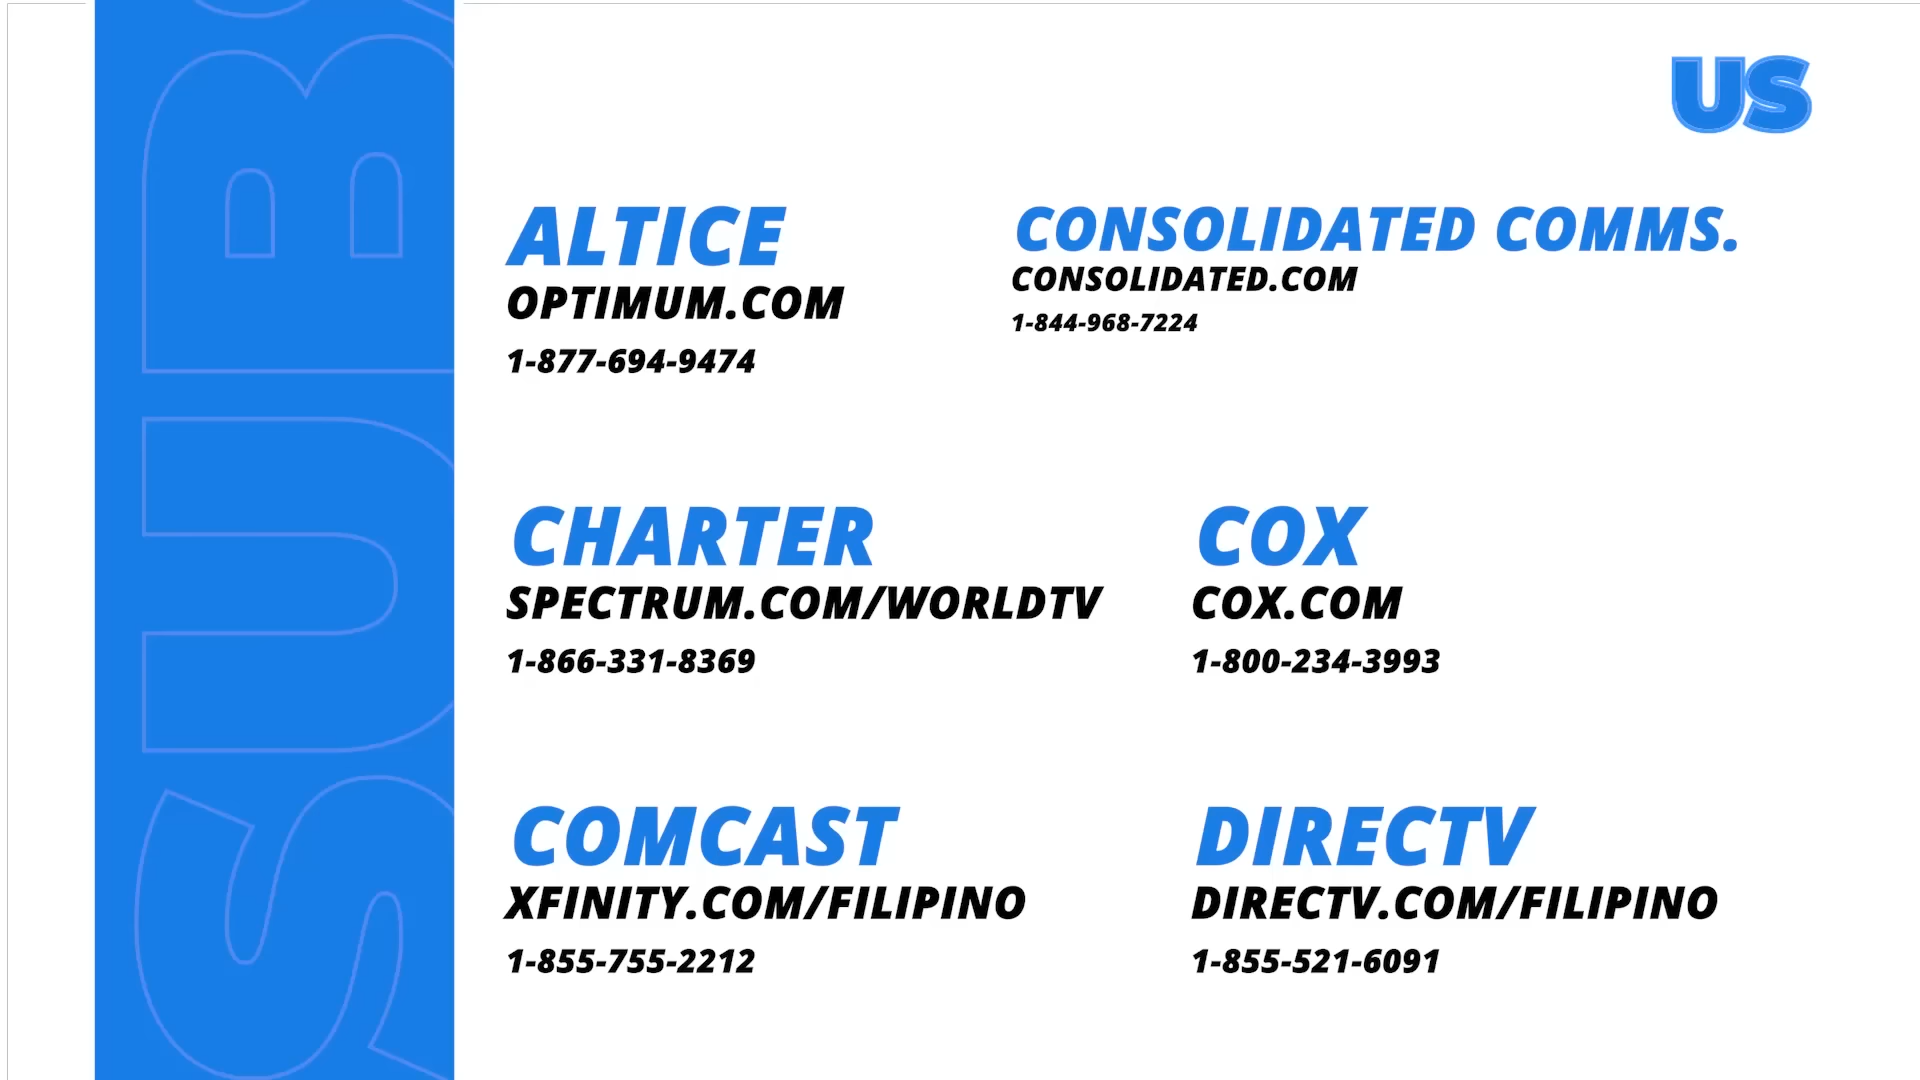 SUB
US
ALTICE
OPTIMUM.COM
1-877-694-9474
CONSOLIDATED COMMS.
CONSOLIDATED.COM
1-844-968-7224
CHARTER
SPECTRUM.COM/WORLDTV
1-866-331-8369
COX
COX.COM
1-800-234-3993
COMCAST
XFINITY.COM/FILIPINO
1-855-755-2212
DIRECTV
DIRECTV.COM/FILIPINO
1-855-521-6091